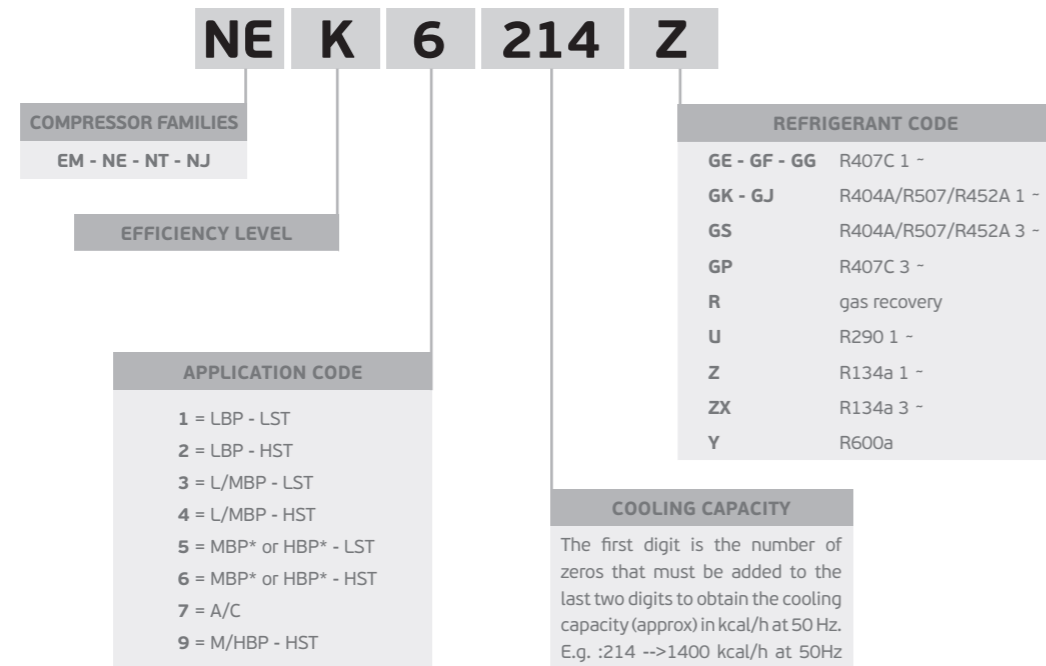 NE K 6 214 Z
COMPRESSOR FAMILIES
EM - NE - NT - NJ
EFFICIENCY LEVEL
APPLICATION CODE
1 = LBP - LST
2 = LBP - HST
3 = L/MBP - LST
4 = L/MBP - HST
5 = MBP* or HBP* - LST
6 = MBP* or HBP* - HST
7 = A/C
9 = M/HBP - HST
COOLING CAPACITY
The first digit is the number of
zeros that must be added to the
last two digits to obtain the cooling
capacity (approx) in kcal/h at 50 Hz.
E.g. :214 -->1400 kcal/h at 50Hz
REFRIGERANT CODE
GE - GF - GG R407C 1 ~
GK - GJ R404A/R507/R452A 1 ~
GS R404A/R507/R452A 3 ~
GP R407C 3 ~
R gas recovery
U R290 1 ~
Z R134a 1 ~
ZX R134a 3 ~
Y R600a